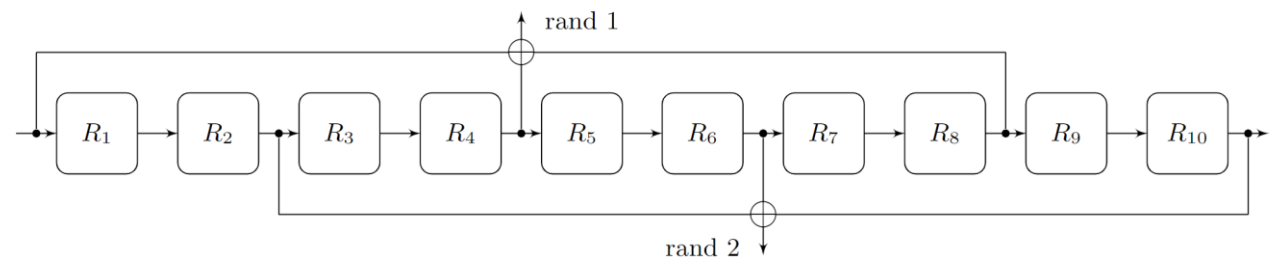 rand 1
R₁ R₂ R₃ R₄ R₅ R₆ R₇ R₈ R₉ R₁₀
rand 2